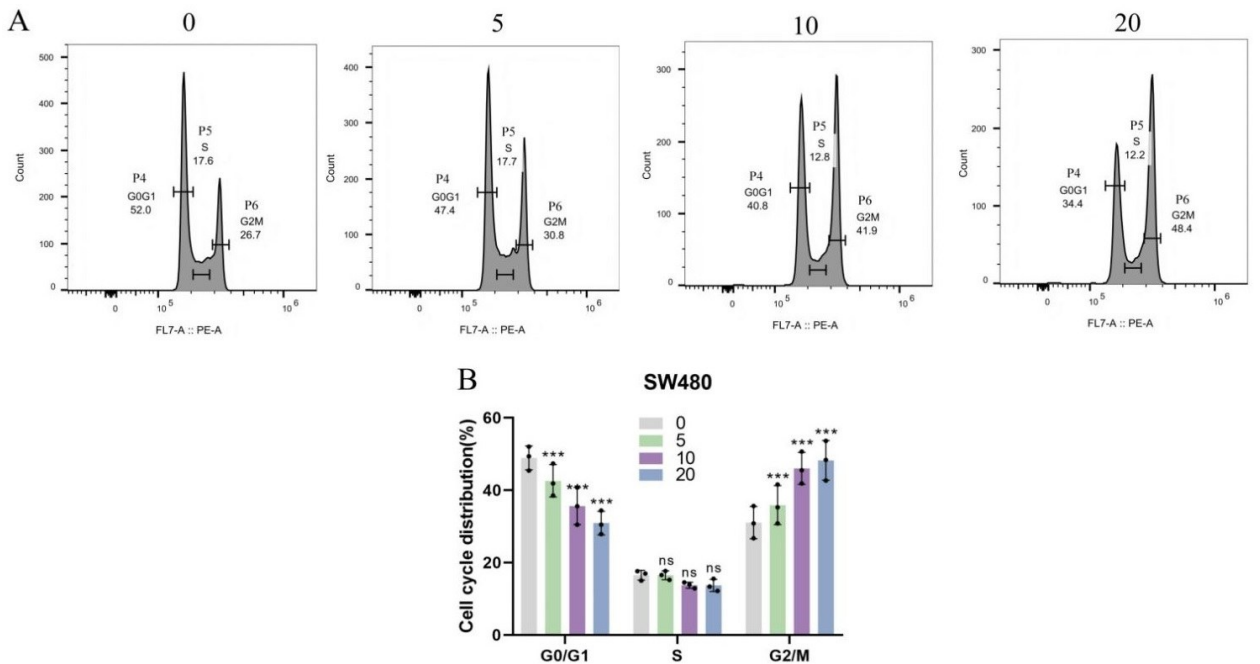 A
0
5
10
20
500
400
300
200
100
0
Count
P4
G0G1
52.0
P5
S
17.6
P6
G2M
26.7
0
10 5
10 6
FL7-A :: PE-A
400
300
200
100
0
Count
P4
G0G1
47.4
P5
S
17.7
P6
G2M
30.8
0
10 5
10 6
FL7-A :: PE-A
300
200
100
0
Count
P4
G0G1
40.8
P5
S
12.8
P6
G2M
41.9
0
10 5
10 6
FL7-A :: PE-A
300
200
100
0
Count
P4
G0G1
34.4
P5
S
12.2
P6
G2M
48.4
0
10 5
10 6
FL7-A :: PE-A
B
SW480
Cell cycle distribution(%)
60
40
20
0
0
5
10
20
***
***
***
ns
ns
ns
***
***
***
G0/G1
S
G2/M